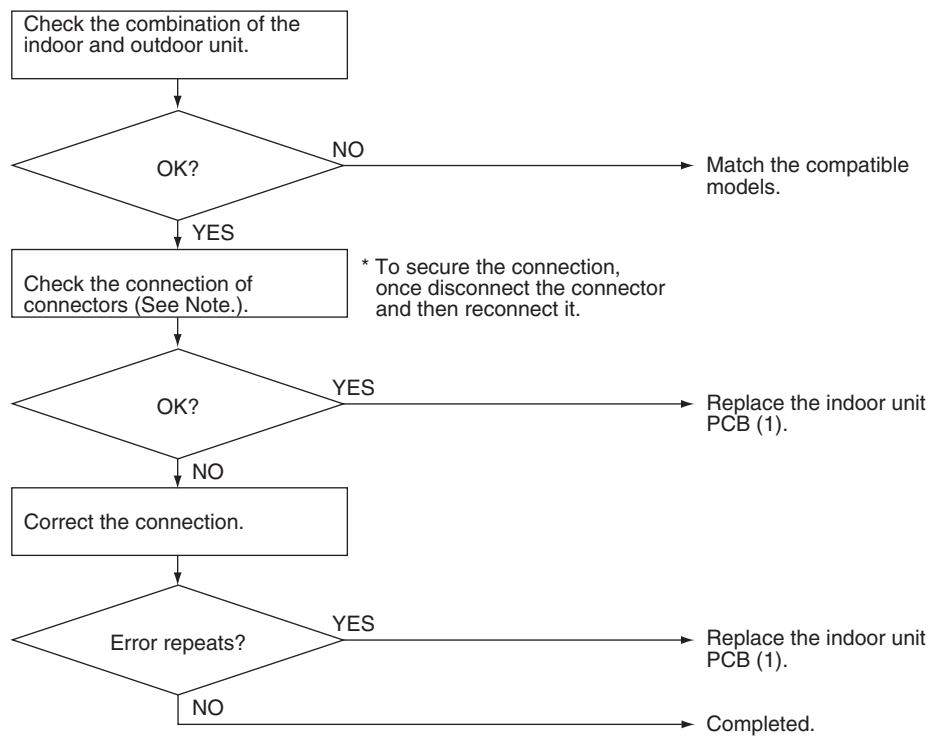 Check the combination of the
indoor and outdoor unit.
OK?
NO
Match the compatible
models.
YES
Check the connection of
connectors (See Note.).
* To secure the connection,
once disconnect the connector
and then reconnect it.
OK?
YES
Replace the indoor unit
PCB (1).
NO
Correct the connection.
Error repeats?
YES
Replace the indoor unit
PCB (1).
NO
Completed.